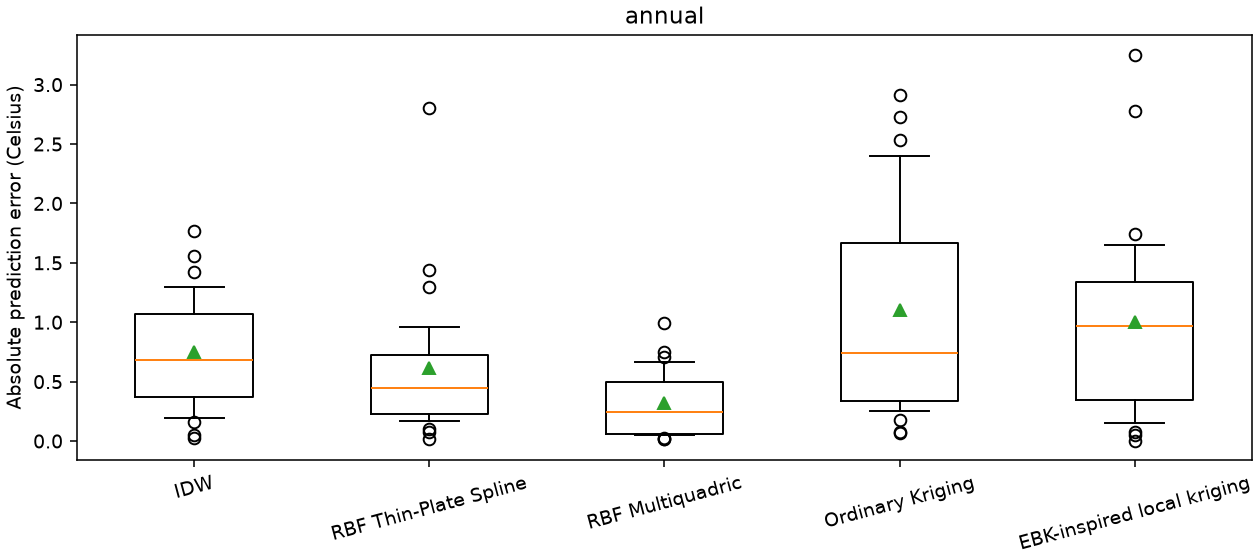 annual
Absolute prediction error (Celsius)
3.0
2.5
2.0
1.5
1.0
0.5
0.0
IDW
RBF Thin-Plate Spline
RBF Multiquadric
Ordinary Kriging
EBK-inspired local kriging